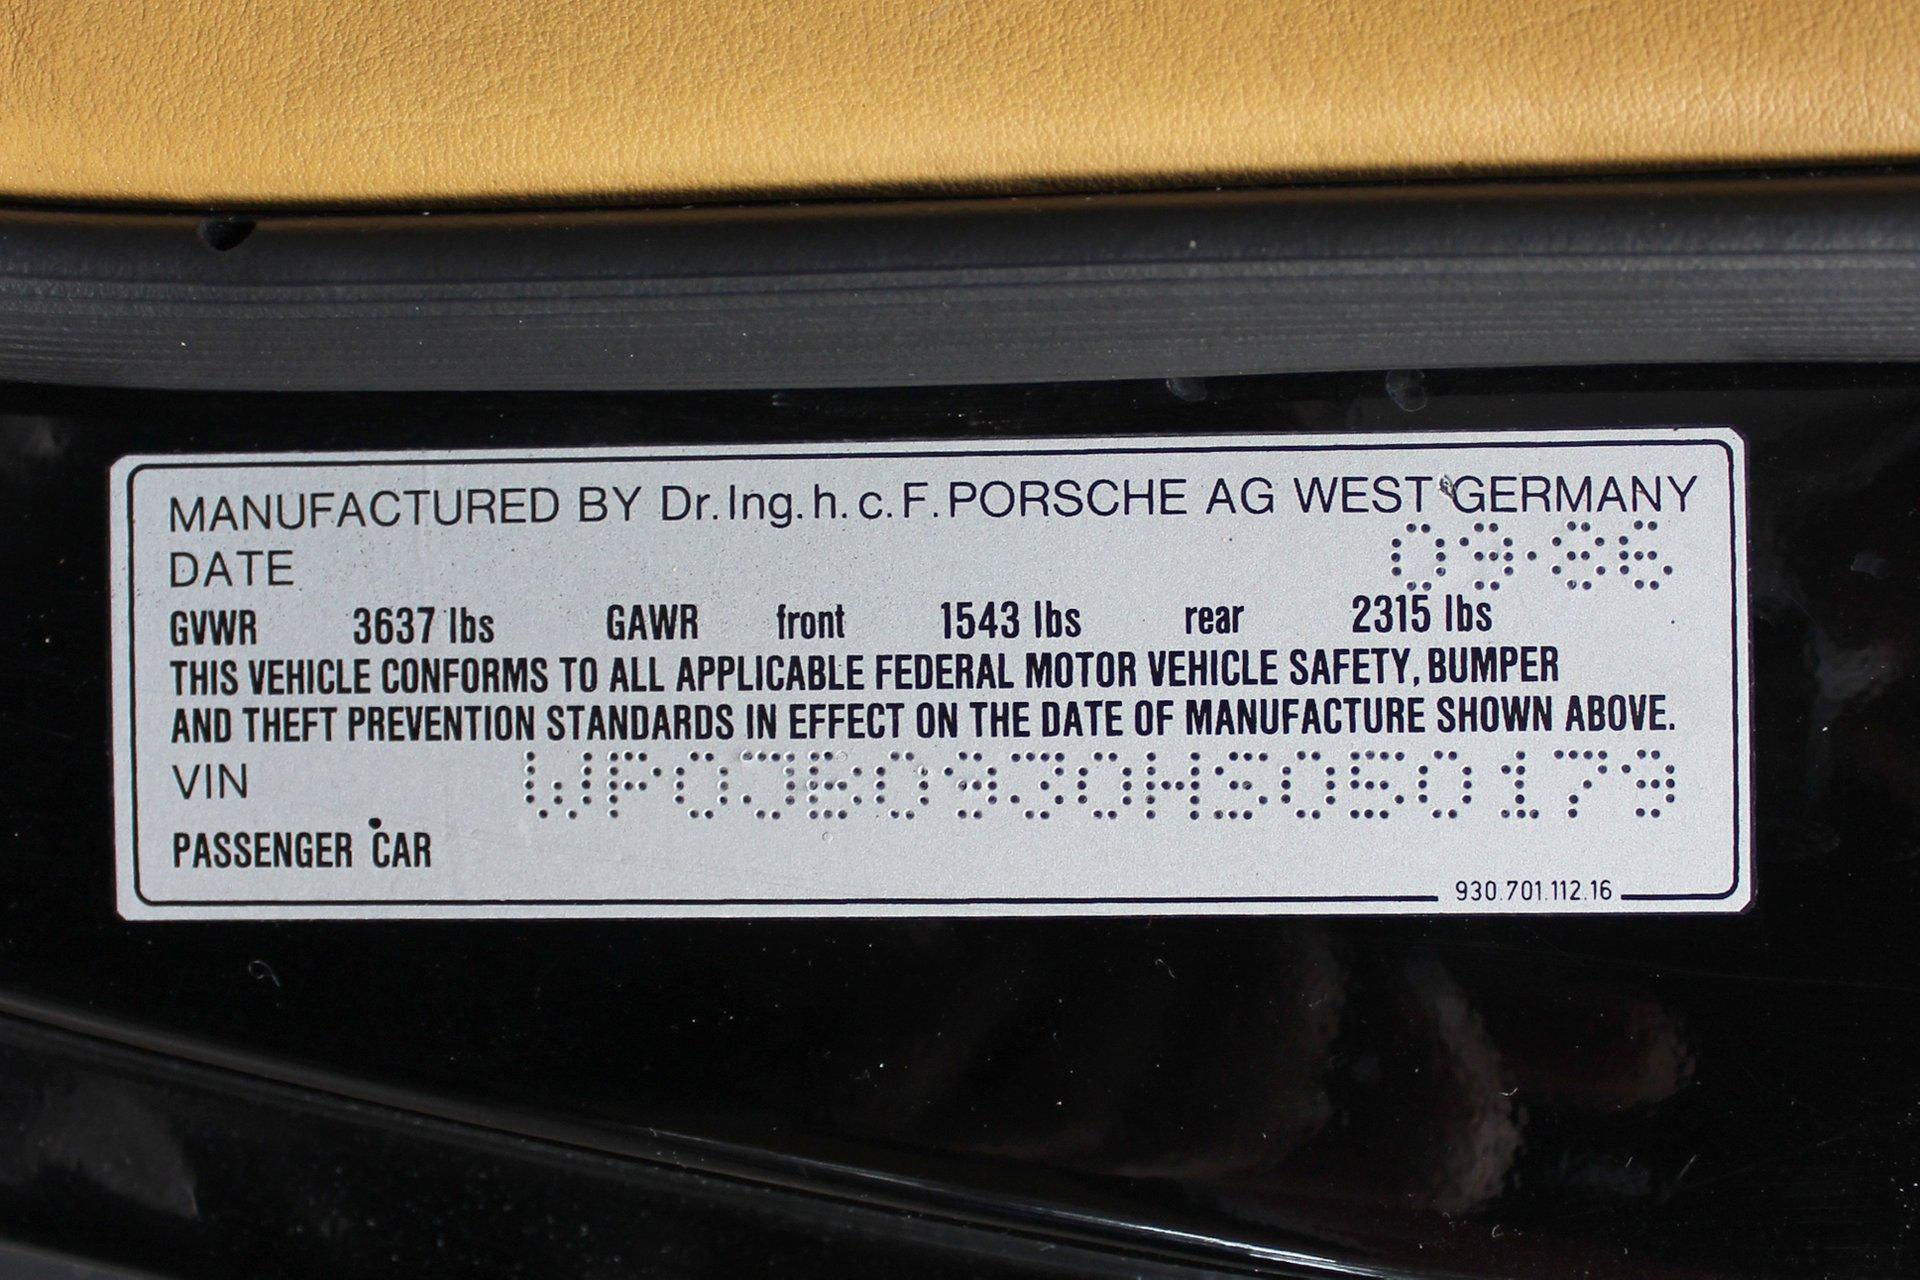 MANUFACTURED BY Dr.Ing.h.c.F.PORSCHE AG WEST GERMANY
DATE 09·86
GVWR 3637 lbs GAWR front 1543 lbs rear 2315 lbs
THIS VEHICLE CONFORMS TO ALL APPLICABLE FEDERAL MOTOR VEHICLE SAFETY, BUMPER
AND THEFT PREVENTION STANDARDS IN EFFECT ON THE DATE OF MANUFACTURE SHOWN ABOVE.
VIN WP0JB0930HS050179
PASSENGER CAR
930.701.112.16